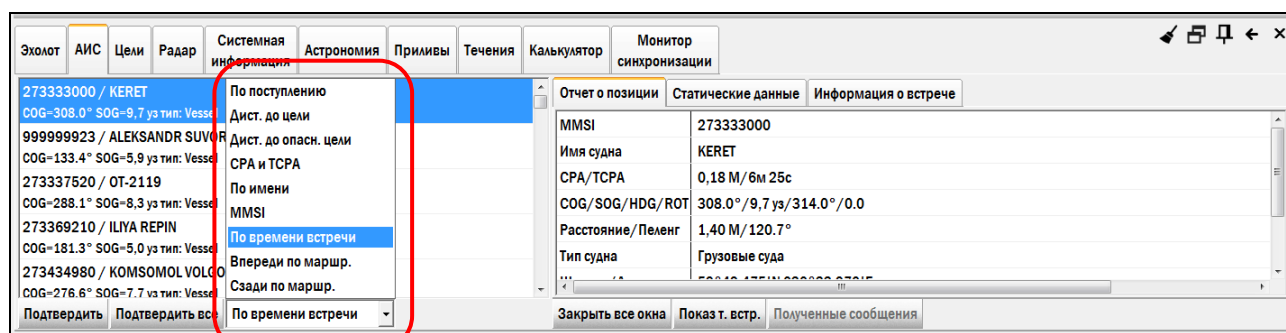 Эхолот АИС Цели Радар Системная информация Астрономия Приливы Течения Калькулятор Монитор синхронизации
273333000 / KERET
COG=308.0° SOG=9,7 уз тип: Vessel
999999923 / ALEKSANDR SUVOR
COG=133.4° SOG=5,9 уз тип: Vessel
273337520 / OT-2119
COG=288.1° SOG=8,3 уз тип: Vessel
273369210 / ILIYA REPIN
COG=181.3° SOG=5,0 уз тип: Vessel
273434980 / KOMSOMOL VOLGO
COG=276.6° SOG=7.7 уз тип: Vessel
По поступлению
Дист. до цели
Дист. до опасн. цели
CPA и TCPA
По имени
MMSI
По времени встречи
Впереди по маршр.
Сзади по маршр.
Подтвердить Подтвердить все По времени встречи
Отчет о позиции Статические данные Информация о встрече
MMSI 273333000
Имя судна KERET
CPA/TCPA 0,18 М/6м 25с
COG/SOG/HDG/ROT 308.0°/9,7 уз/314.0°/0.0
Расстояние/Пеленг 1,40 М/120.7°
Тип судна Грузовые суда
Закрыть все окна Показ т. встр. Полученные сообщения